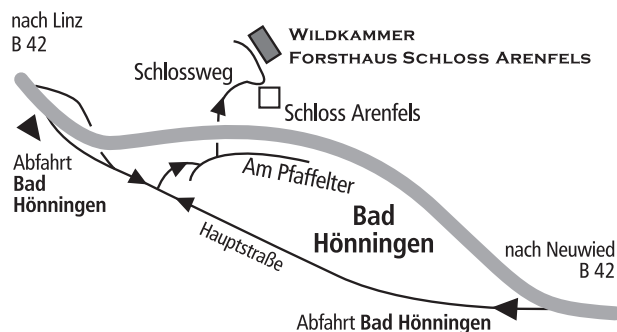 nach Linz
B 42
WILDKAMMER
FORSTHAUS SCHLOSS ARENFELS
Schlossweg
Schloss Arenfels
Abfahrt
Bad
Hönningen
Am Pfaffelter
Bad
Hönningen
Hauptstraße
nach Neuwied
B 42
Abfahrt Bad Hönningen